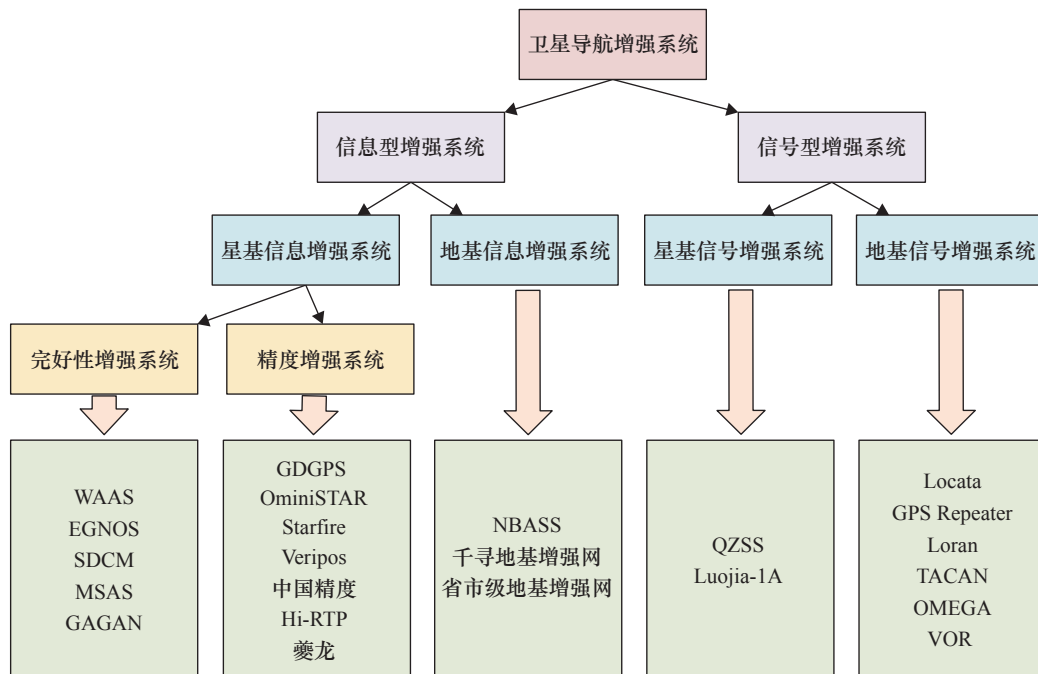 卫星导航增强系统
信息型增强系统
信号型增强系统
星基信息增强系统
地基信息增强系统
星基信号增强系统
地基信号增强系统
完好性增强系统
精度增强系统
WAAS
EGNOS
SDCM
MSAS
GAGAN
GDGPS
OminiSTAR
Starfire
Veripos
中国精度
Hi-RTP
夔龙
NBASS
千寻地基增强网
省市级地基增强网
QZSS
Luojia-1A
Locata
GPS Repeater
Loran
TACAN
OMEGA
VOR